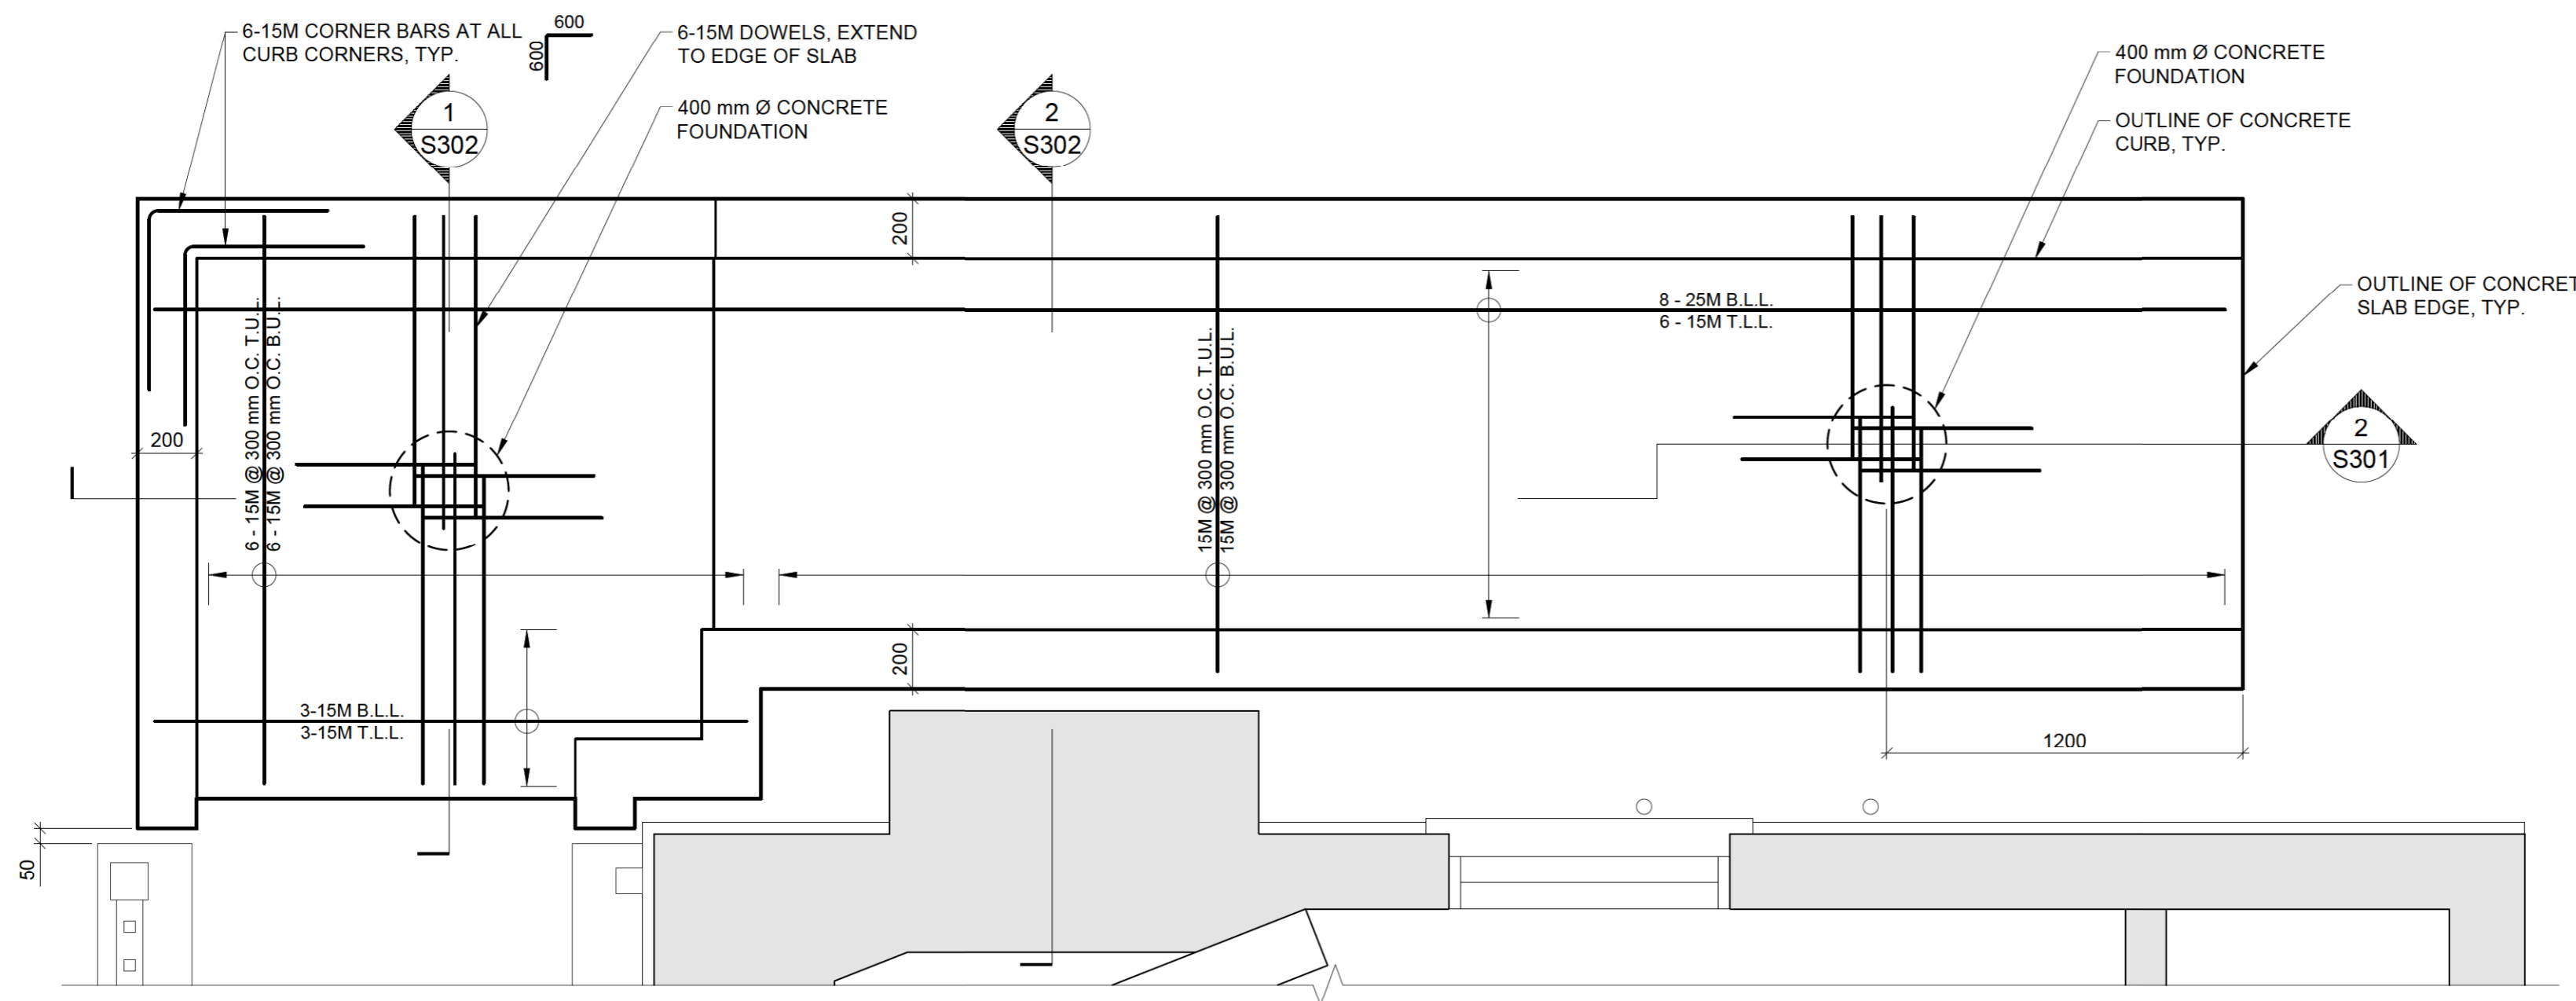 6-15M CORNER BARS AT ALL
CURB CORNERS, TYP.
600
600
6-15M DOWELS, EXTEND
TO EDGE OF SLAB
400 mm Ø CONCRETE
FOUNDATION
1
S302
2
S302
400 mm Ø CONCRETE
FOUNDATION
OUTLINE OF CONCRETE
CURB, TYP.
OUTLINE OF CONCRET
SLAB EDGE, TYP.
200
8 - 25M B.L.L.
6 - 15M T.L.L.
6 - 15M @ 300 mm O.C. T.U.L.
6 - 15M @ 300 mm O.C. B.U.L.
15M @ 300 mm O.C. T.U.L.
15M @ 300 mm O.C. B.U.L.
200
2
S301
200
3-15M B.L.L.
3-15M T.L.L.
1200
50